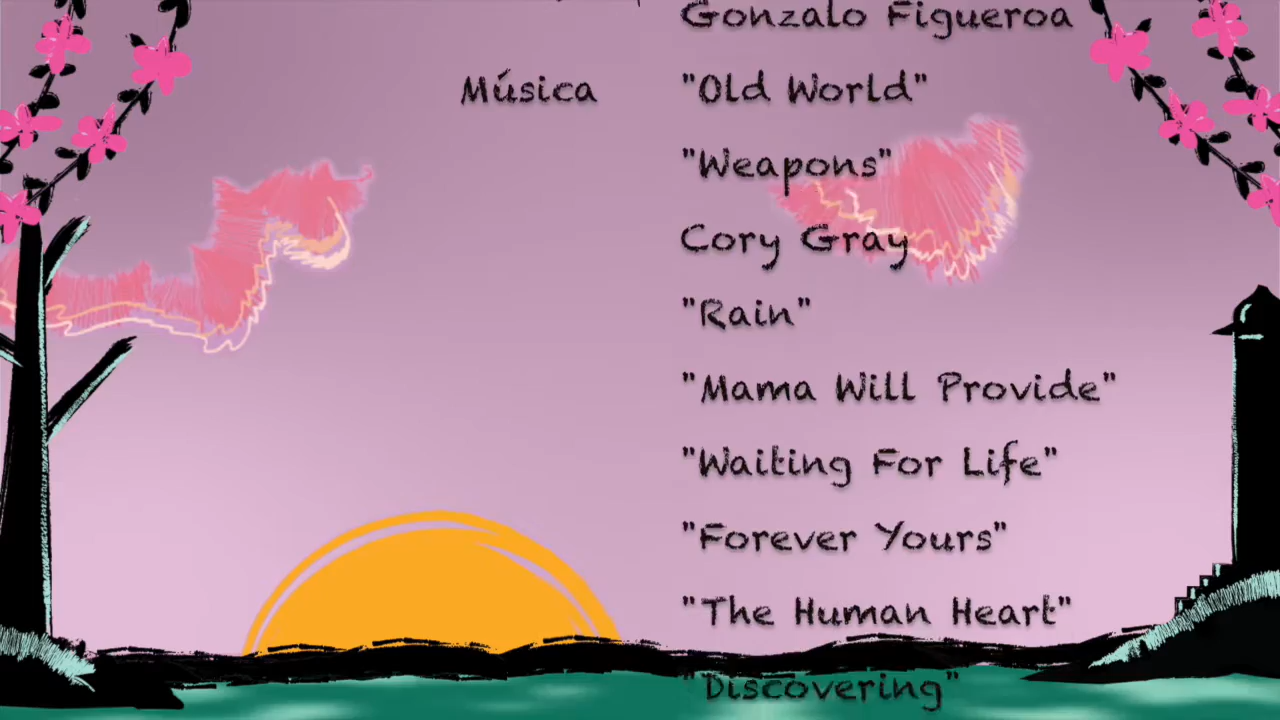 Gonzalo Figueroa
Música "Old World"
"Weapons"
Cory Gray
"Rain"
"Mama Will Provide"
"Waiting For Life"
"Forever Yours"
"The Human Heart"
"Discovering"